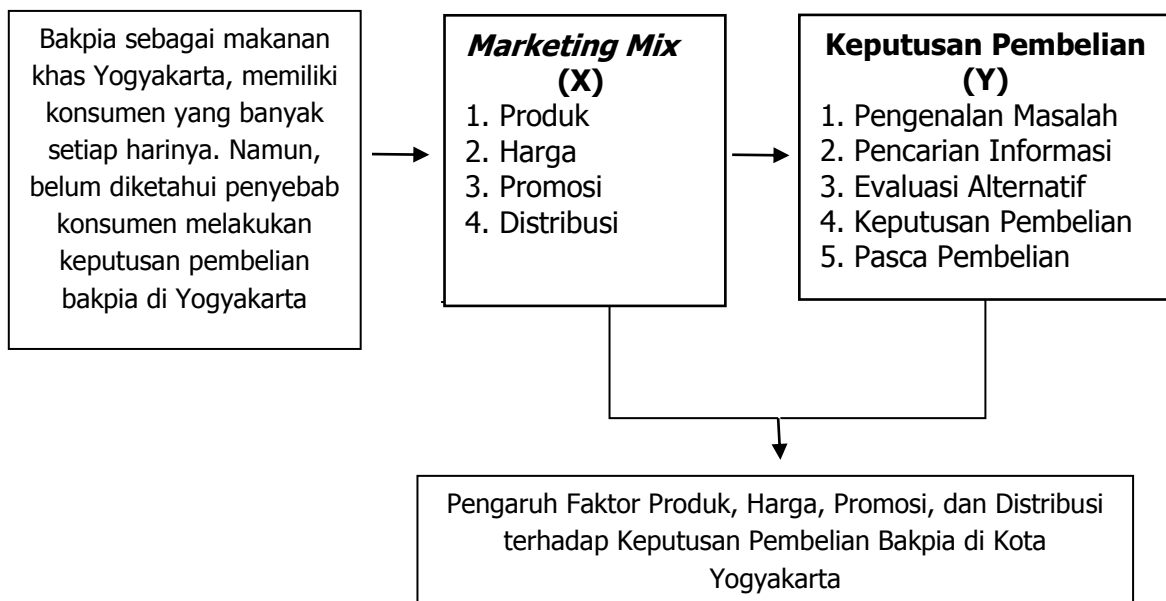 Bakpia sebagai makanan
khas Yogyakarta, memiliki
konsumen yang banyak
setiap harinya. Namun,
belum diketahui penyebab
konsumen melakukan
keputusan pembelian
bakpia di Yogyakarta
Marketing Mix
(X)
1. Produk
2. Harga
3. Promosi
4. Distribusi
Keputusan Pembelian
(Y)
1. Pengenalan Masalah
2. Pencarian Informasi
3. Evaluasi Alternatif
4. Keputusan Pembelian
5. Pasca Pembelian
Pengaruh Faktor Produk, Harga, Promosi, dan Distribusi
terhadap Keputusan Pembelian Bakpia di Kota
Yogyakarta